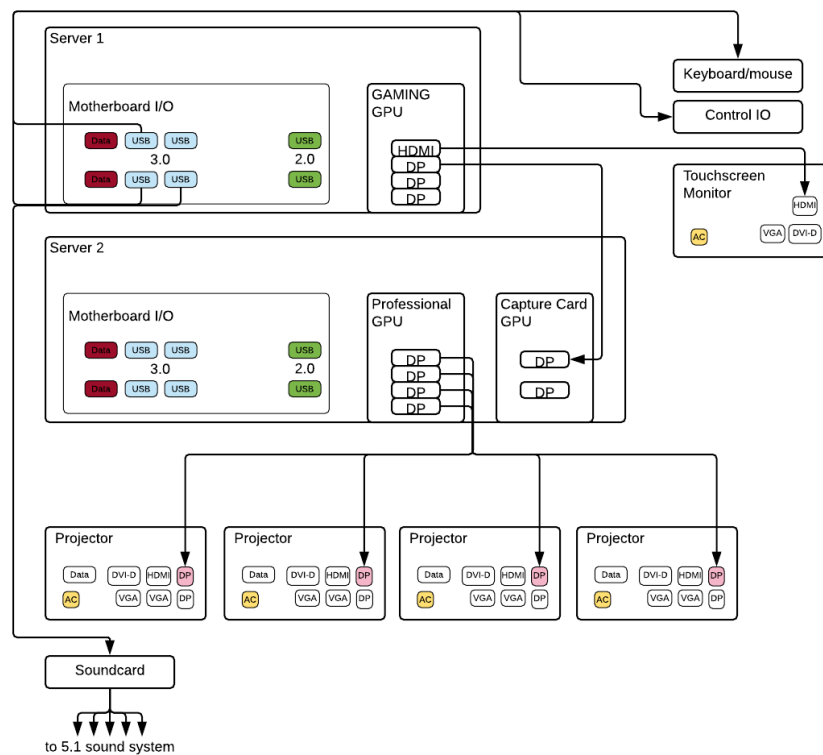 Server 1
Keyboard/mouse
Control IO
Motherboard I/O
GAMING
GPU
Data USB USB USB
3.0 2.0
Data USB USB USB
HDMI
DP
DP
DP
Touchscreen
Monitor
HDMI
AC VGA DVI-D
Server 2
Motherboard I/O
Professional
GPU
Capture Card
GPU
Data USB USB USB
3.0 2.0
Data USB USB USB
DP
DP
DP
DP
DP
DP
Projector
Data DVI-D HDMI DP
AC VGA VGA DP
Projector
Data DVI-D HDMI DP
AC VGA VGA DP
Projector
Data DVI-D HDMI DP
AC VGA VGA DP
Projector
Data DVI-D HDMI DP
AC VGA VGA DP
Soundcard
to 5.1 sound system